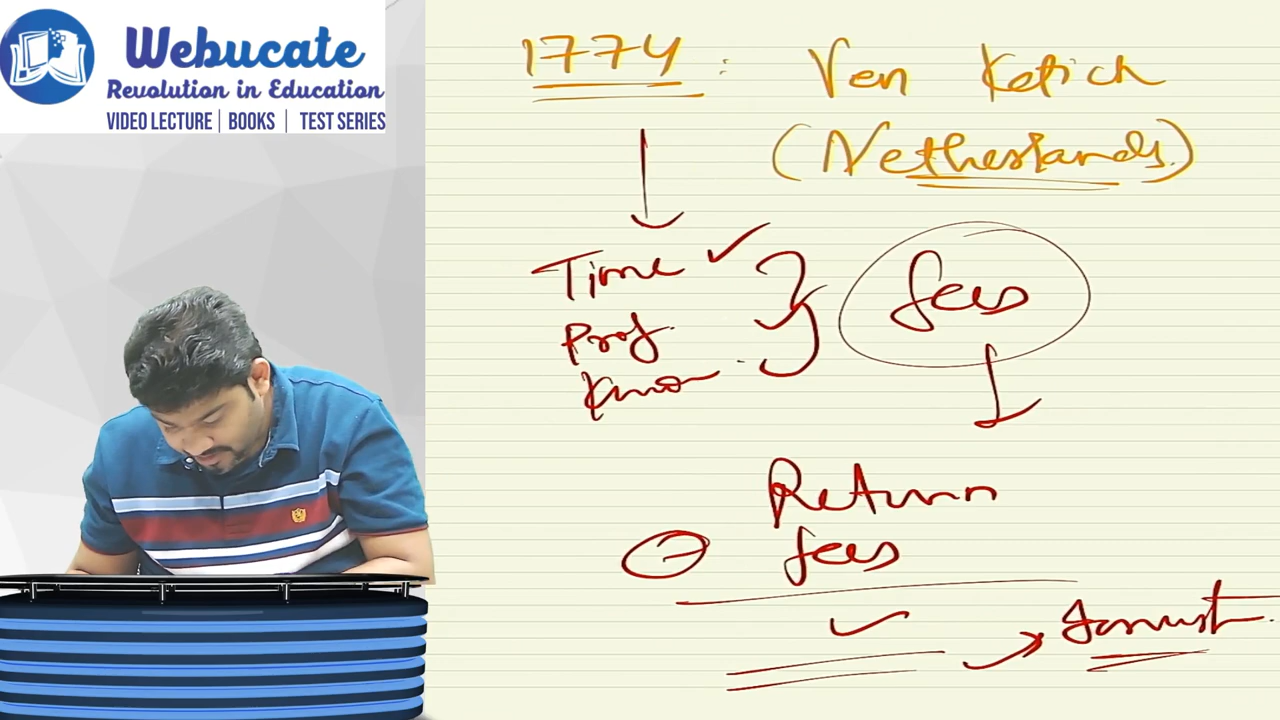 Webucate
Revolution in Education
VIDEO LECTURE | BOOKS | TEST SERIES
1774 : Ven Ketich
(Netherlands)
Time ✓
Prof.
Know
fees
Return
- fees
✓